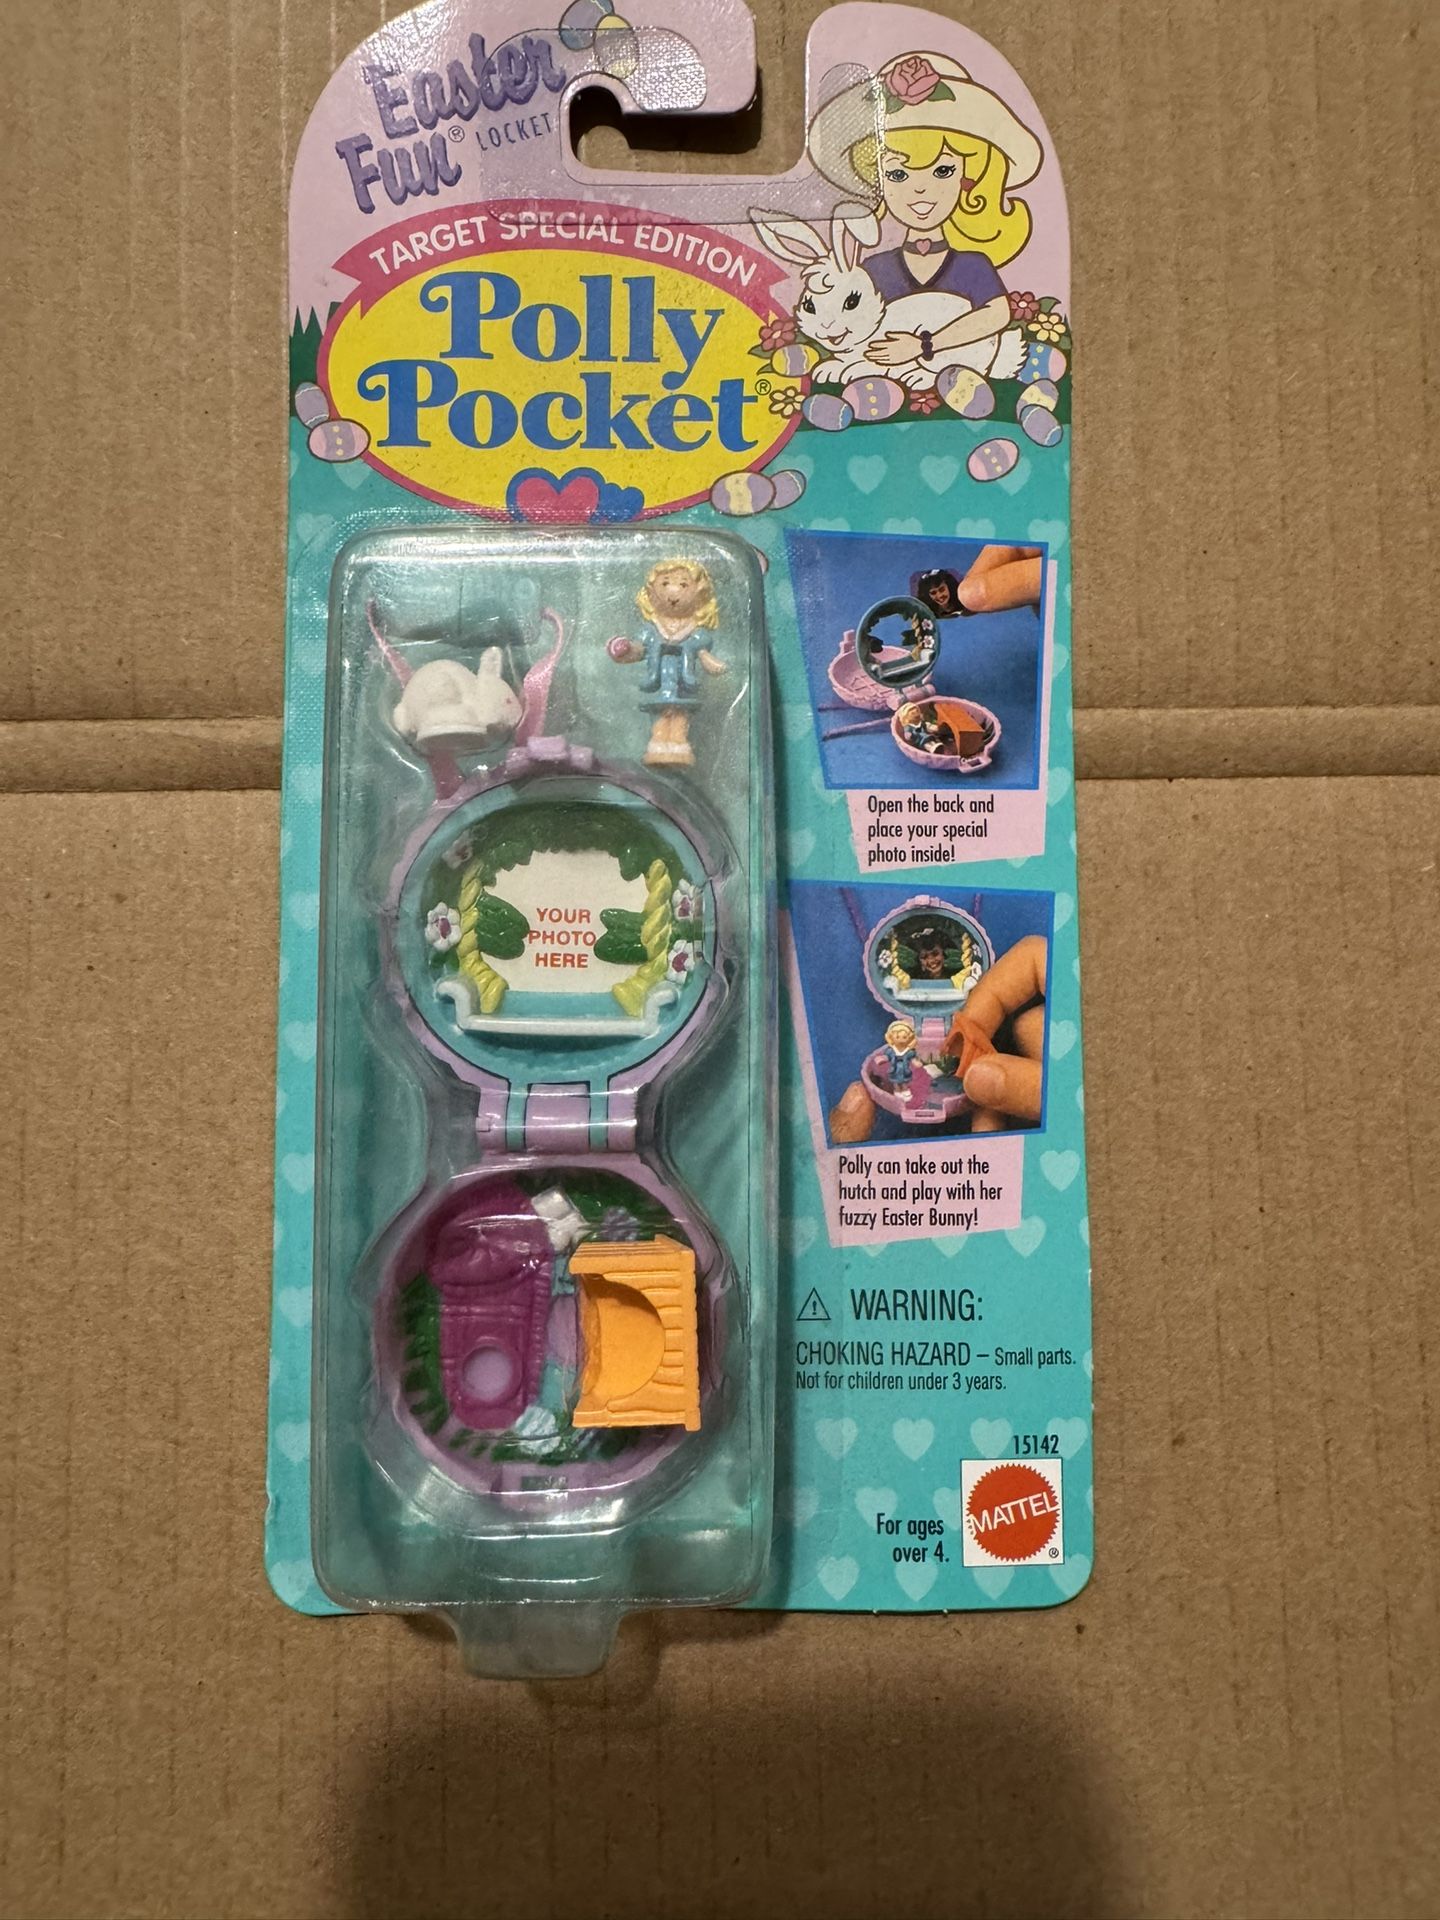 Easter
Fun® LOCKET
TARGET SPECIAL EDITION
Polly
Pocket®
YOUR
PHOTO
HERE
Open the back and
place your special
photo inside!
Polly can take out the
hutch and play with her
fuzzy Easter Bunny!
⚠ WARNING:
CHOKING HAZARD – Small parts.
Not for children under 3 years.
15142
MATTEL
®
For ages
over 4.